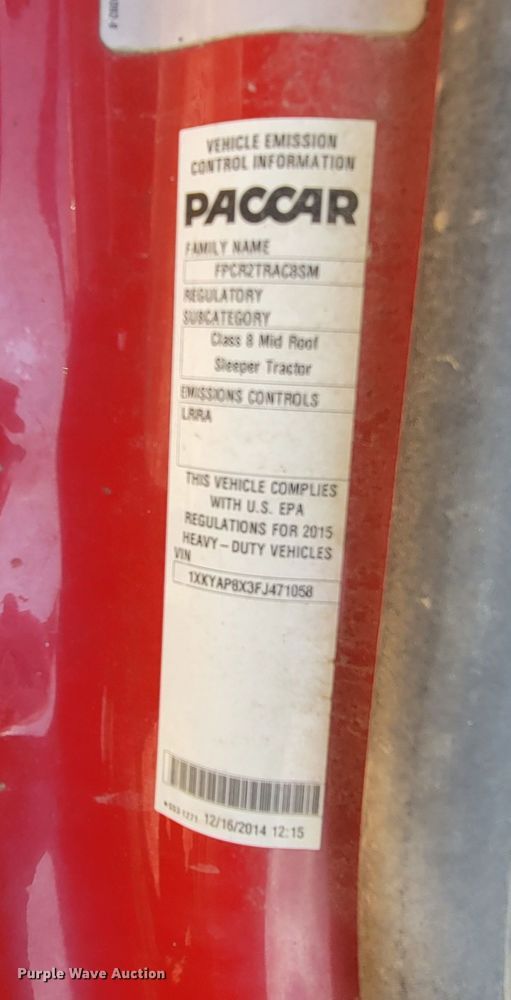 VEHICLE EMISSION
CONTROL INFORMATION
PACCAR
FAMILY NAME
FPCR2TRAC8SM
REGULATORY
SUBCATEGORY
Class 8 Mid Roof
Sleeper Tractor
EMISSIONS CONTROLS
LRRA
THIS VEHICLE COMPLIES
WITH U.S. EPA
REGULATIONS FOR 2015
HEAVY-DUTY VEHICLES
VIN
1XKYAP8X3FJ471058
12/16/2014 12:15
Purple Wave Auction